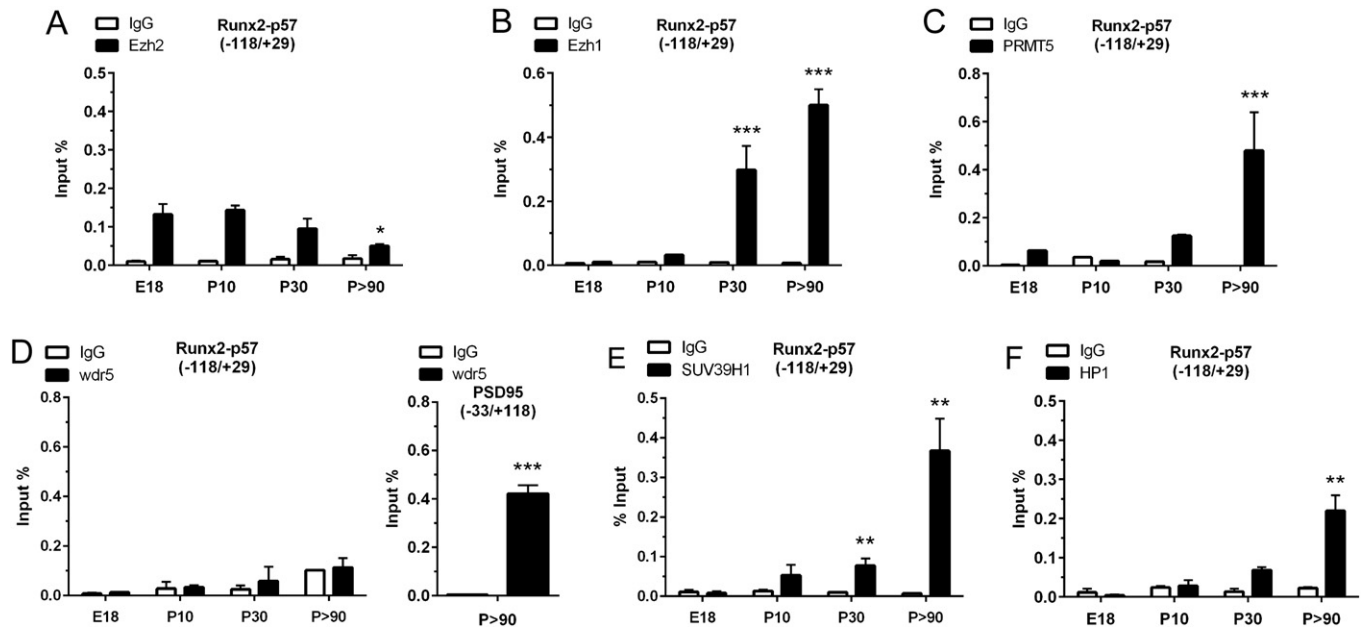 A
IgG
Ezh2
Runx2-p57
(-118/+29)
Input %
0.5
0.4
0.3
0.2
0.1
0.0
*
E18 P10 P30 P>90
B
IgG
Ezh1
Runx2-p57
(-118/+29)
Input %
0.6
0.4
0.2
0.0
***
***
E18 P10 P30 P>90
C
IgG
PRMT5
Runx2-p57
(-118/+29)
Input %
0.8
0.6
0.4
0.2
0.0
***
E18 P10 P30 P>90
D
IgG
wdr5
Runx2-p57
(-118/+29)
Input %
0.8
0.6
0.4
0.2
0.0
E18 P10 P30 P>90
IgG
wdr5
PSD95
(-33/+118)
Input %
0.8
0.6
0.4
0.2
0.0
***
P>90
E
IgG
SUV39H1
Runx2-p57
(-118/+29)
% Input
0.5
0.4
0.3
0.2
0.1
0.0
**
**
E18 P10 P30 P>90
F
IgG
HP1
Runx2-p57
(-118/+29)
Input %
0.5
0.4
0.3
0.2
0.1
0.0
**
E18 P10 P30 P>90